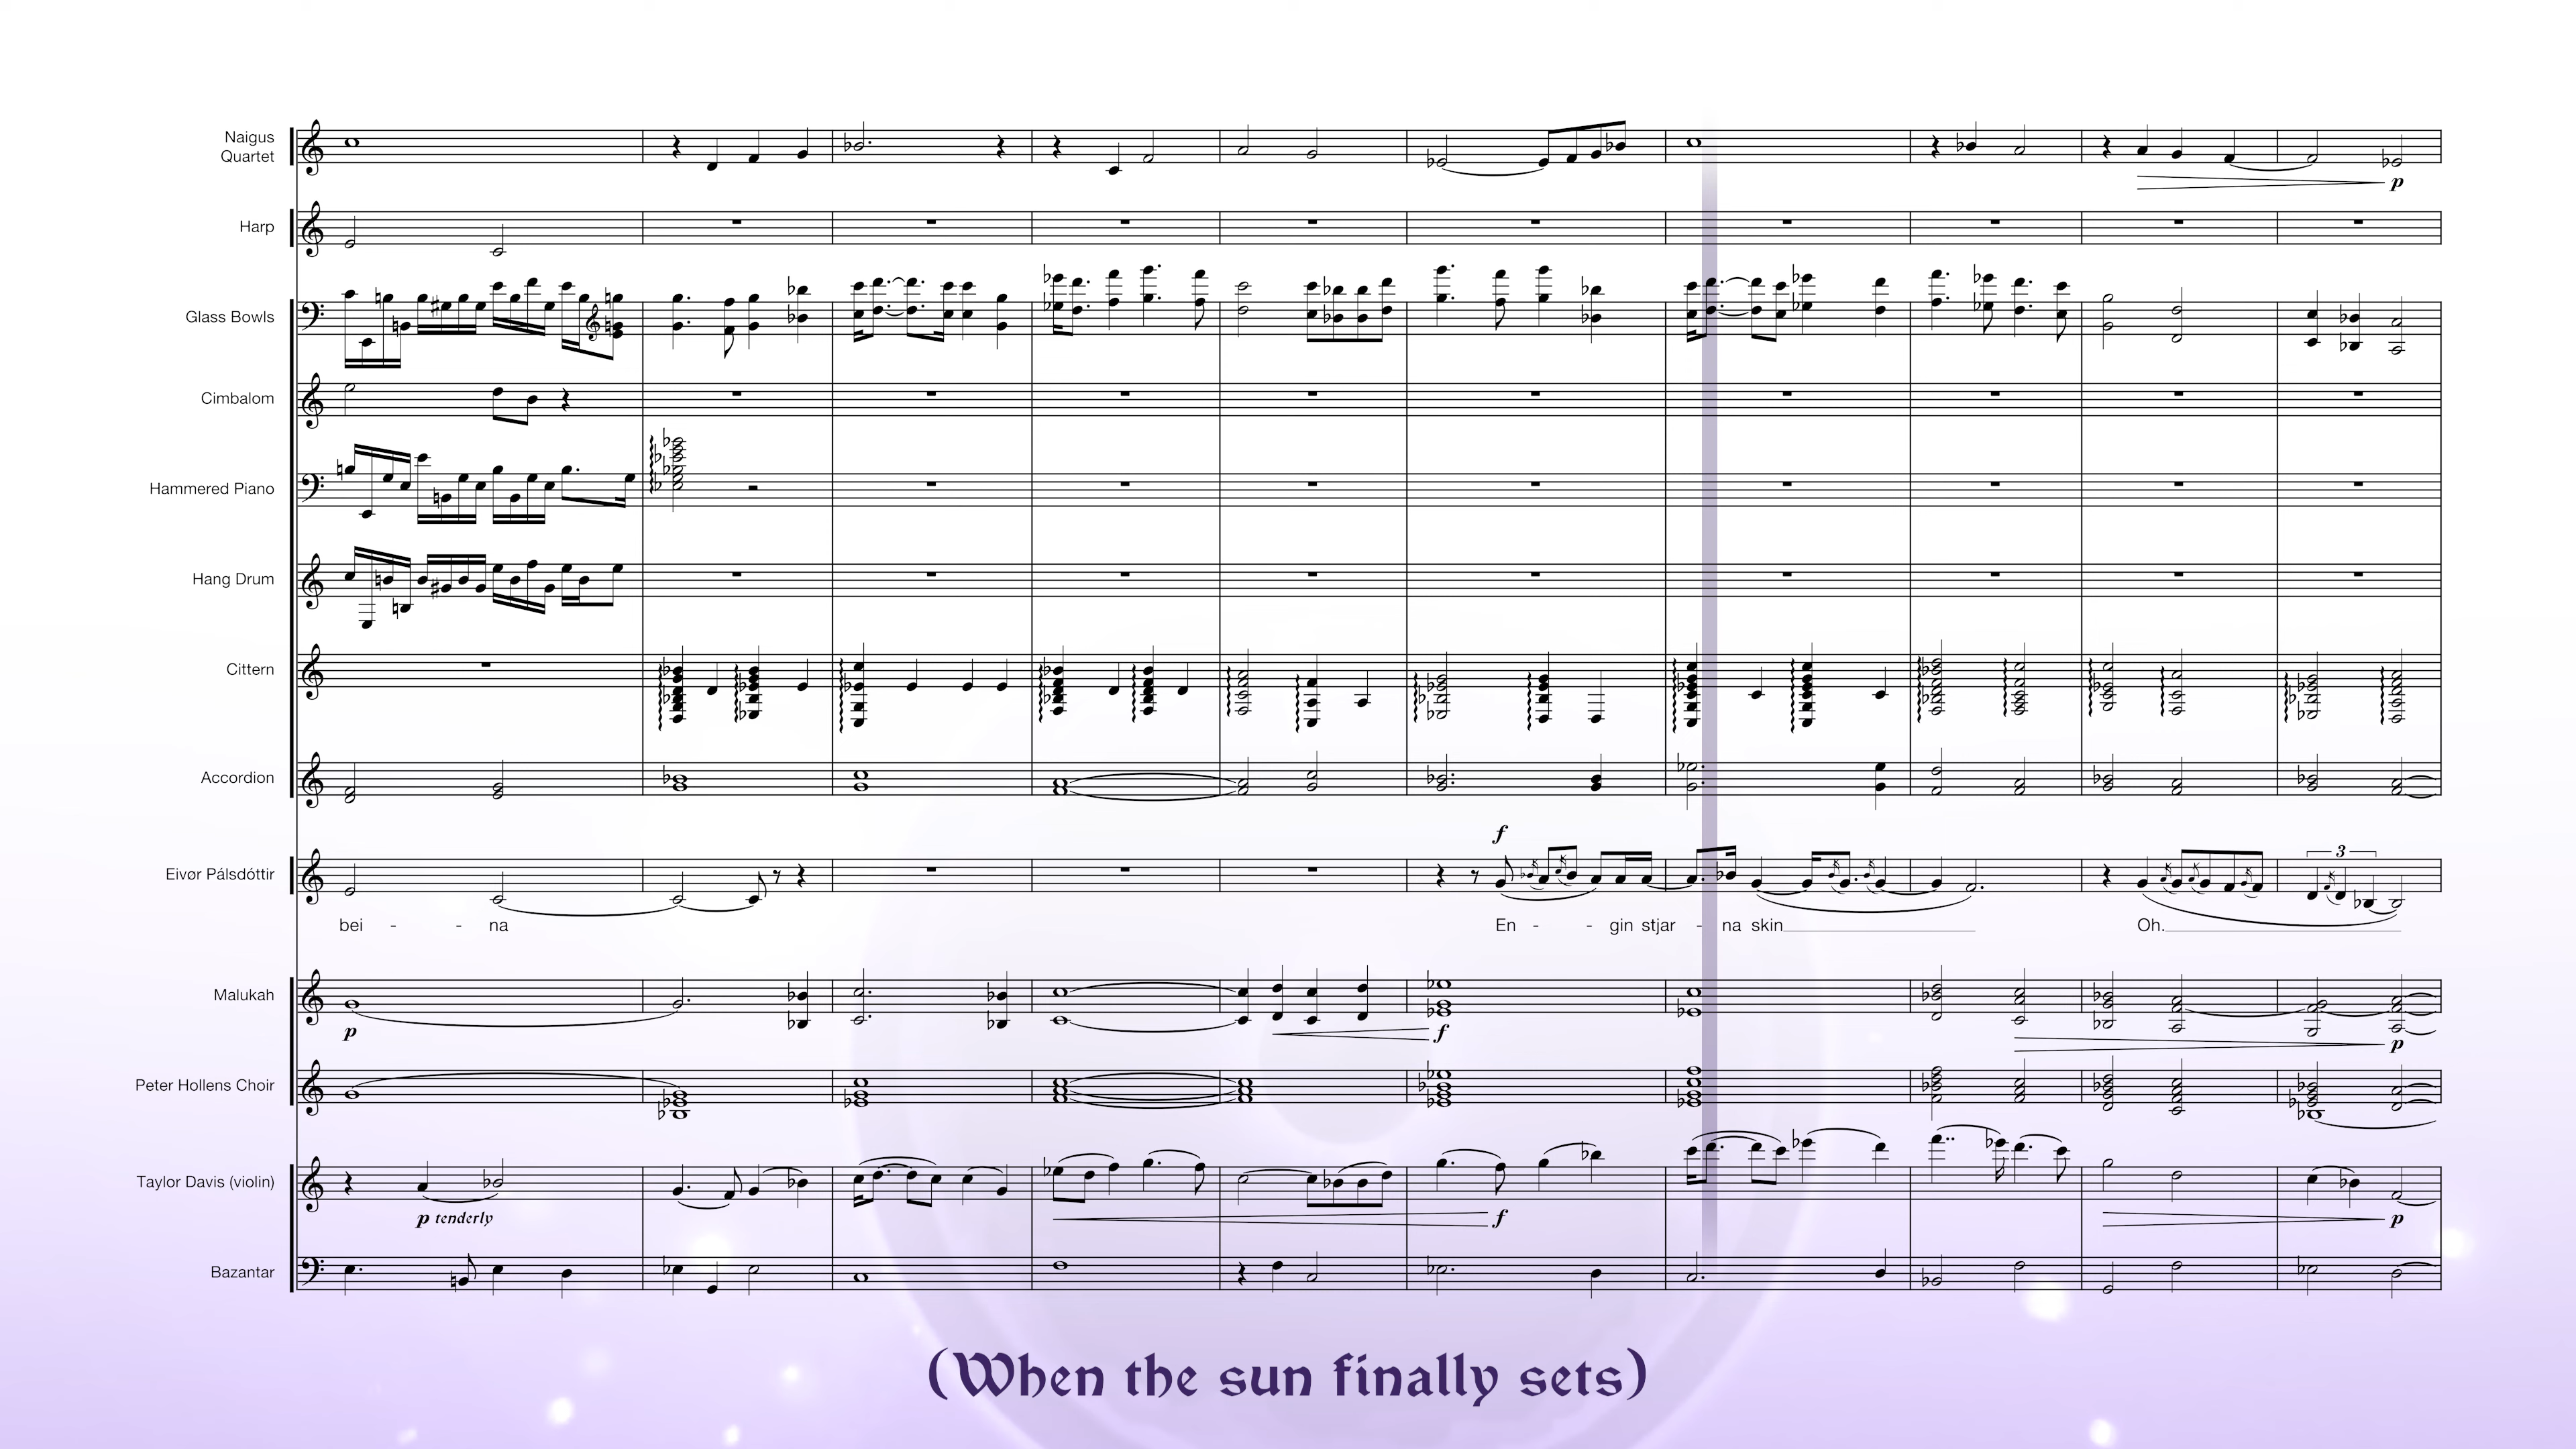 Naigus
Quartet
p
Harp
Glass Bowls
Cimbalom
Hammered Piano
Hang Drum
Cittern
Accordion
f
Eivør Pálsdóttir
3
bei - - na En - - gin stjar - na skin Oh.
Malukah
p f p
Peter Hollens Choir
Taylor Davis (violin)
p tenderly f p
Bazantar
(When the sun finally sets)